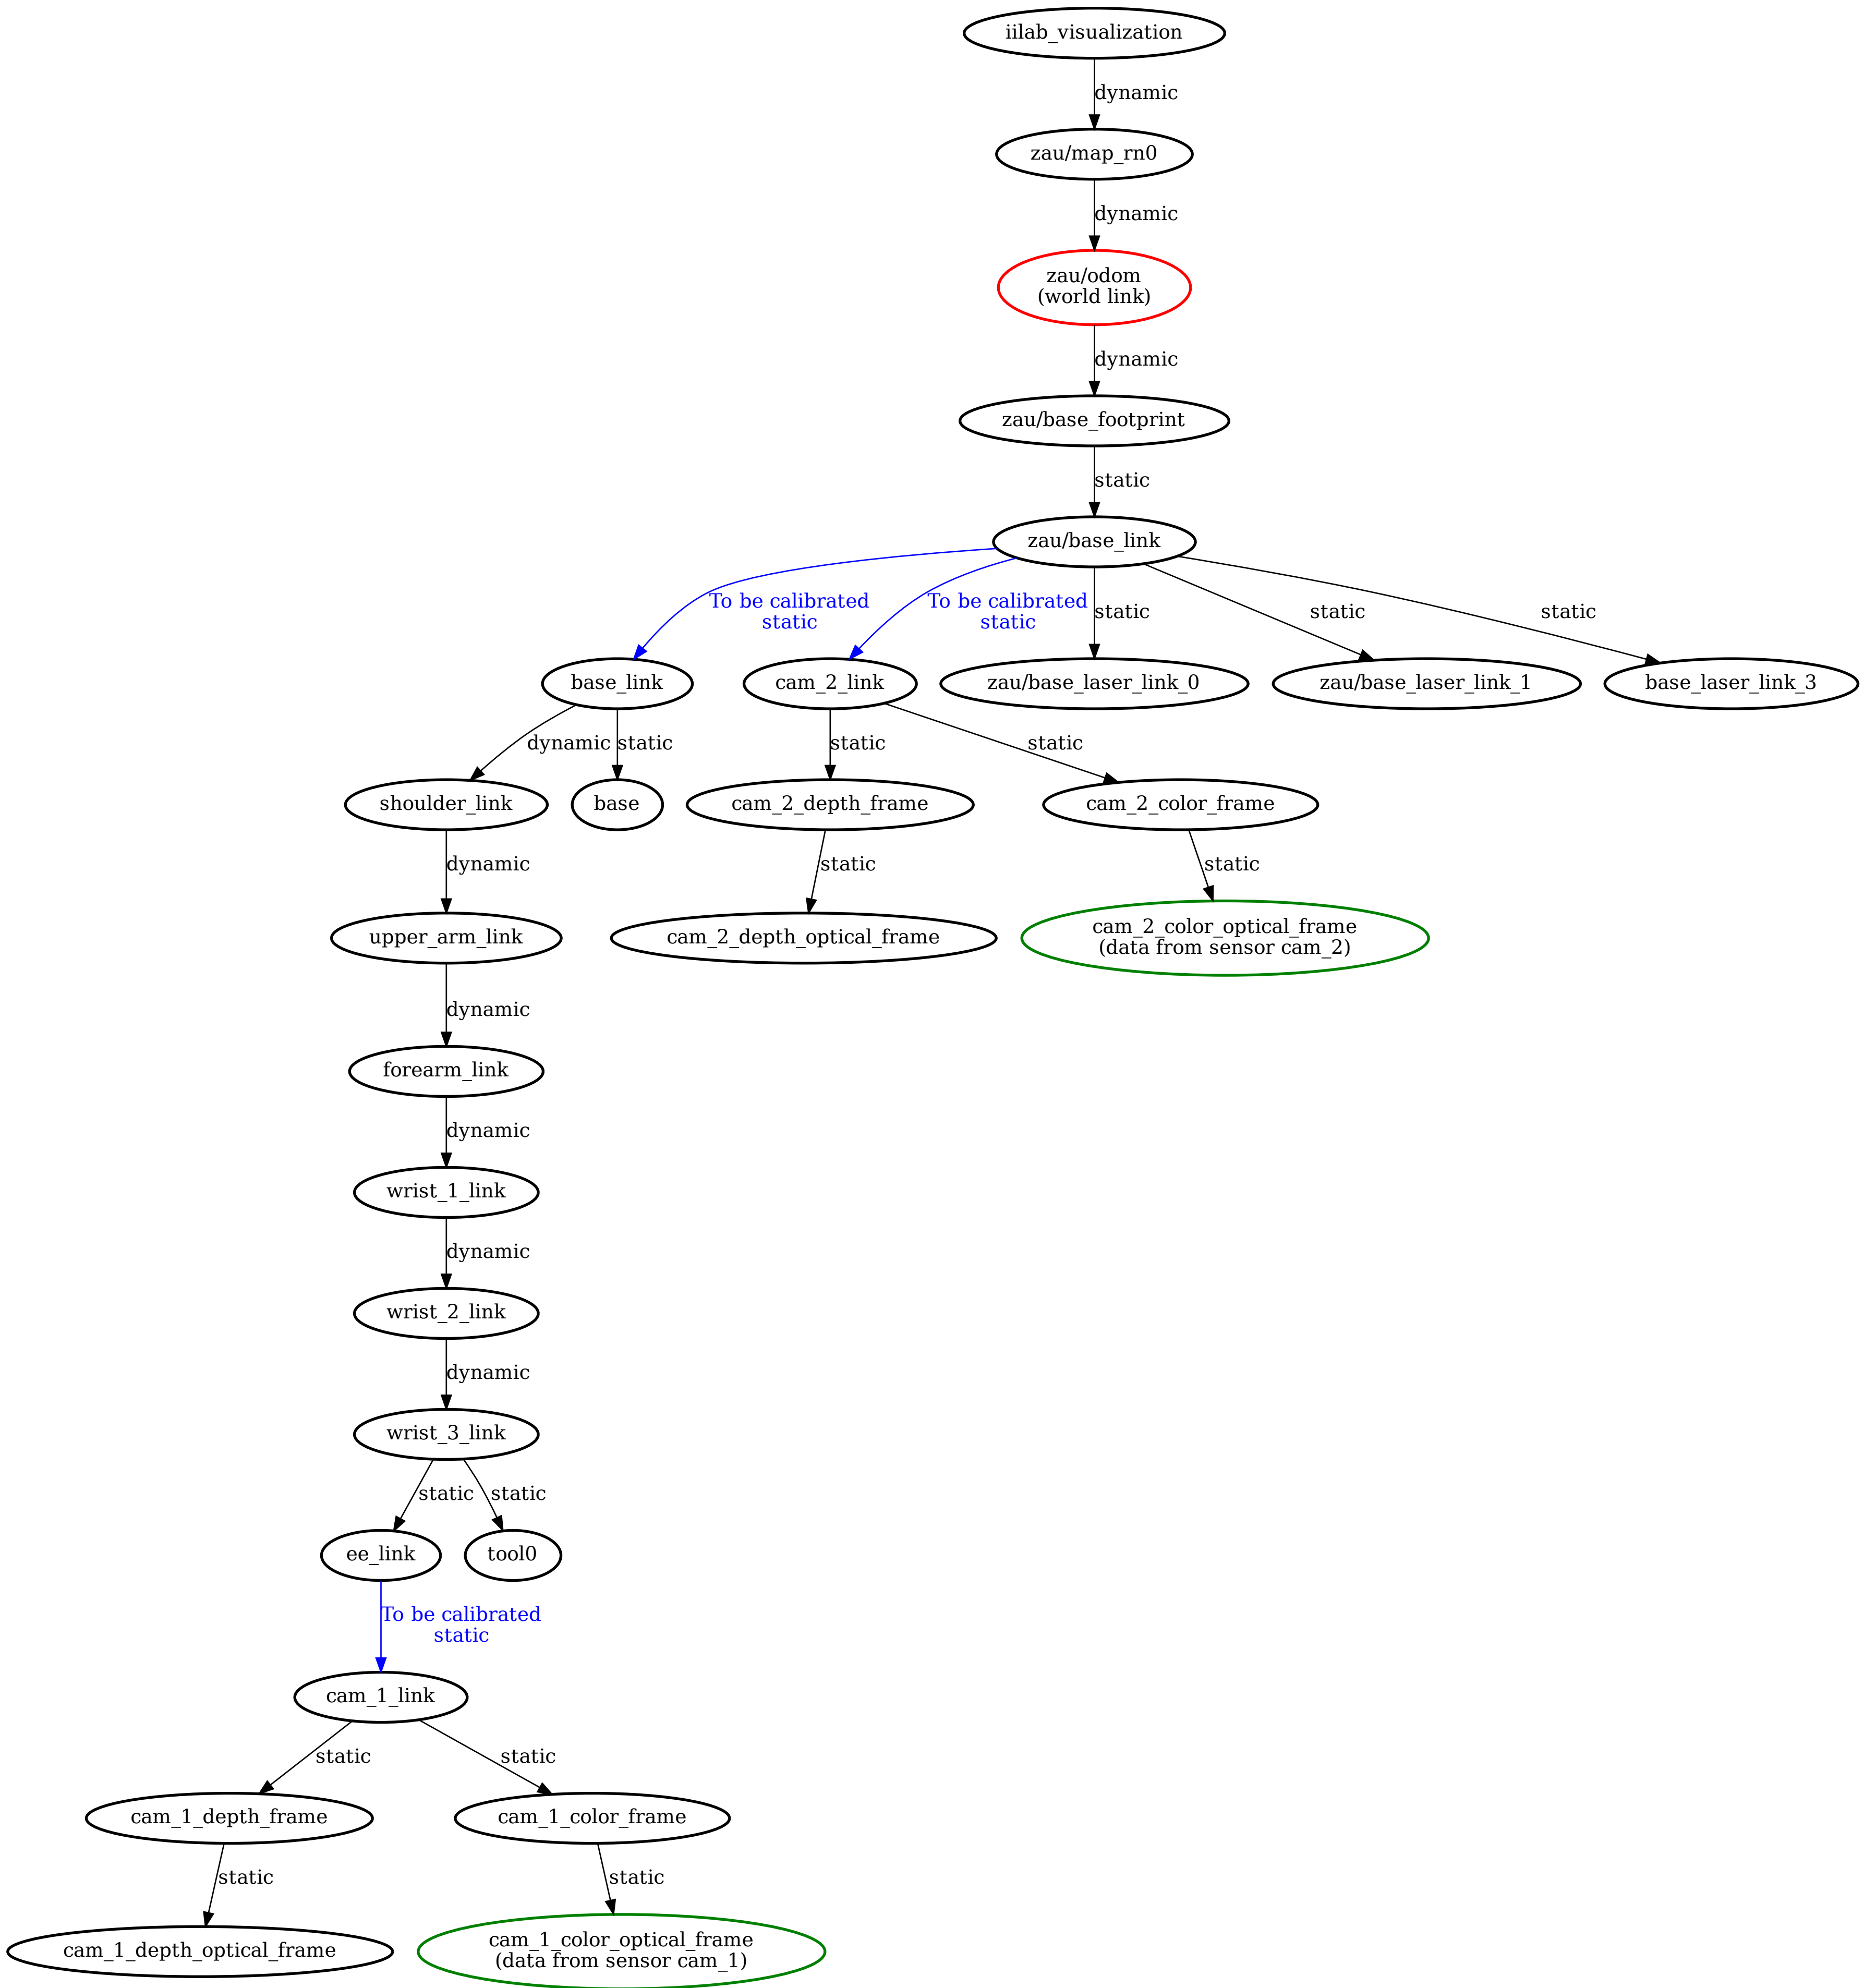 iilab_visualization
dynamic
zau/map_rn0
dynamic
zau/odom
(world link)
dynamic
zau/base_footprint
static
zau/base_link
To be calibrated
static
To be calibrated
static
static
static
static
base_link
cam_2_link
zau/base_laser_link_0
zau/base_laser_link_1
base_laser_link_3
dynamic
static
static
static
shoulder_link
base
cam_2_depth_frame
cam_2_color_frame
dynamic
static
static
upper_arm_link
cam_2_depth_optical_frame
cam_2_color_optical_frame
(data from sensor cam_2)
dynamic
forearm_link
dynamic
wrist_1_link
dynamic
wrist_2_link
dynamic
wrist_3_link
static
static
ee_link
tool0
To be calibrated
static
cam_1_link
static
static
cam_1_depth_frame
cam_1_color_frame
static
static
cam_1_depth_optical_frame
cam_1_color_optical_frame
(data from sensor cam_1)